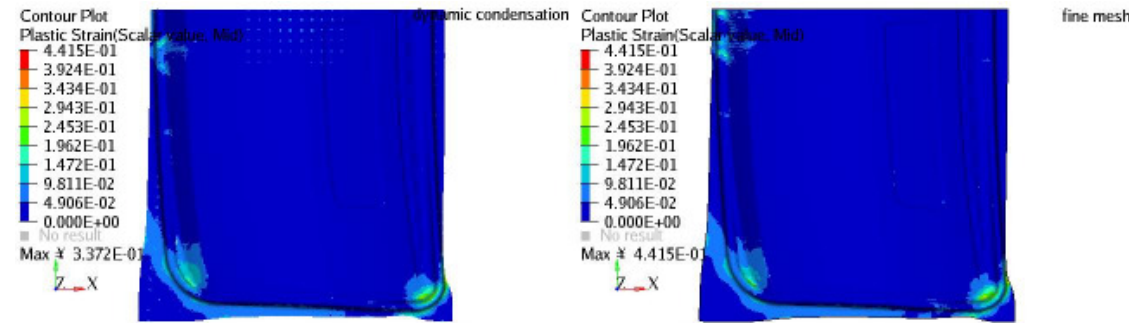 Contour Plot
Plastic Strain(Scalar value, Mid)
4.415E-01
3.924E-01
3.434E-01
2.943E-01
2.453E-01
1.962E-01
1.472E-01
9.811E-02
4.906E-02
0.000E+00
No result
Max ¥ 3.372E-01
Z X
dynamic condensation
Contour Plot
Plastic Strain(Scalar value, Mid)
4.415E-01
3.924E-01
3.434E-01
2.943E-01
2.453E-01
1.962E-01
1.472E-01
9.811E-02
4.906E-02
0.000E+00
No result
Max ¥ 4.415E-01
Z X
fine mesh